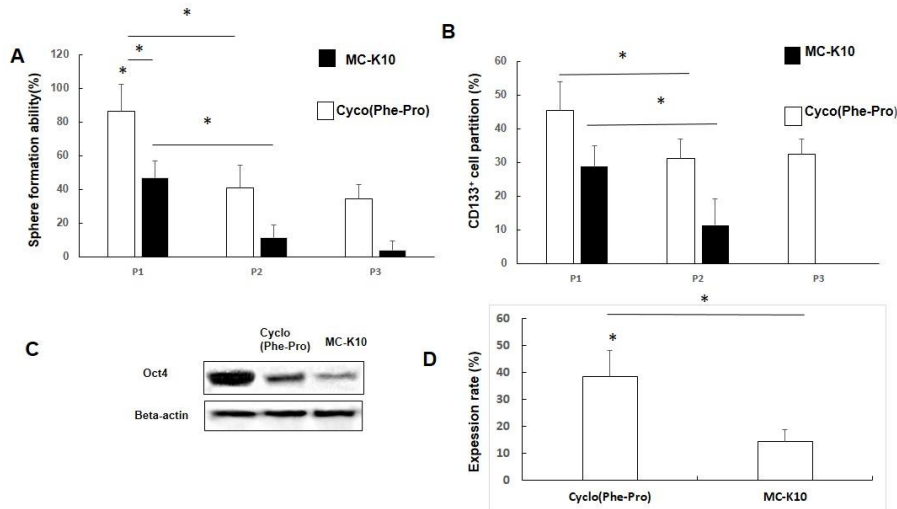 A
Sphere formation ability(%)
120
100
80
60
40
20
0
*
*
*
*
P1
P2
P3
MC-K10
Cyco(Phe-Pro)
B
CD133⁺ cell partition (%)
60
50
40
30
20
10
0
*
*
P1
P2
P3
MC-K10
Cyco(Phe-Pro)
C
Cyclo
(Phe-Pro)
MC-K10
Oct4
Beta-actin
D
Expession rate (%)
60
50
40
30
20
10
0
*
*
Cyclo(Phe-Pro)
MC-K10